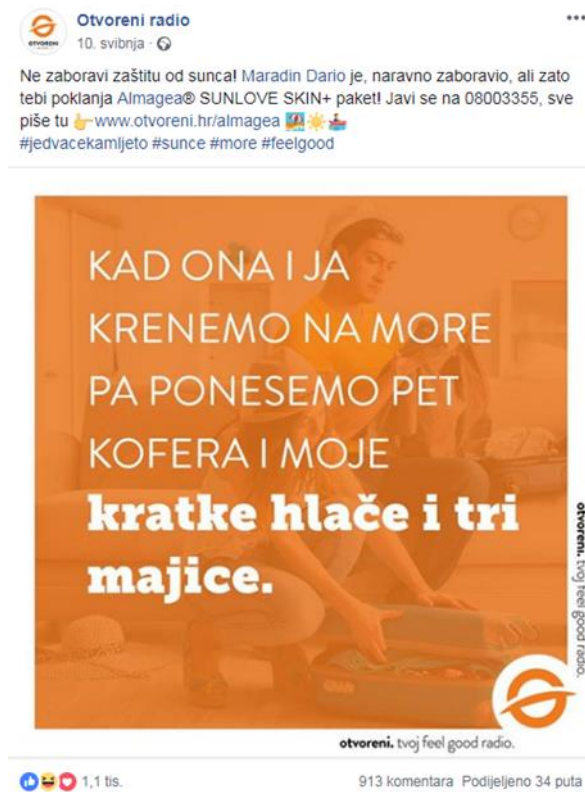 Otvoreni radio
OTVORENI
10. svibnja ·
Ne zaboravi zaštitu od sunca! Maradin Dario je, naravno zaboravio, ali zato
tebi poklanja Almagea® SUNLOVE SKIN+ paket! Javi se na 08003355, sve
piše tu 👉www.otvoreni.hr/almagea 🏖️☀️🚣
#jedvacekamljeto #sunce #more #feelgood
KAD ONA I JA
KRENEMO NA MORE
PA PONESEMO PET
KOFERA I MOJE
kratke hlače i tri
majice.
otvoreni. tvoj feel good radio.
otvoreni. tvoj feel good radio.
1,1 tis.
913 komentara Podijeljeno 34 puta